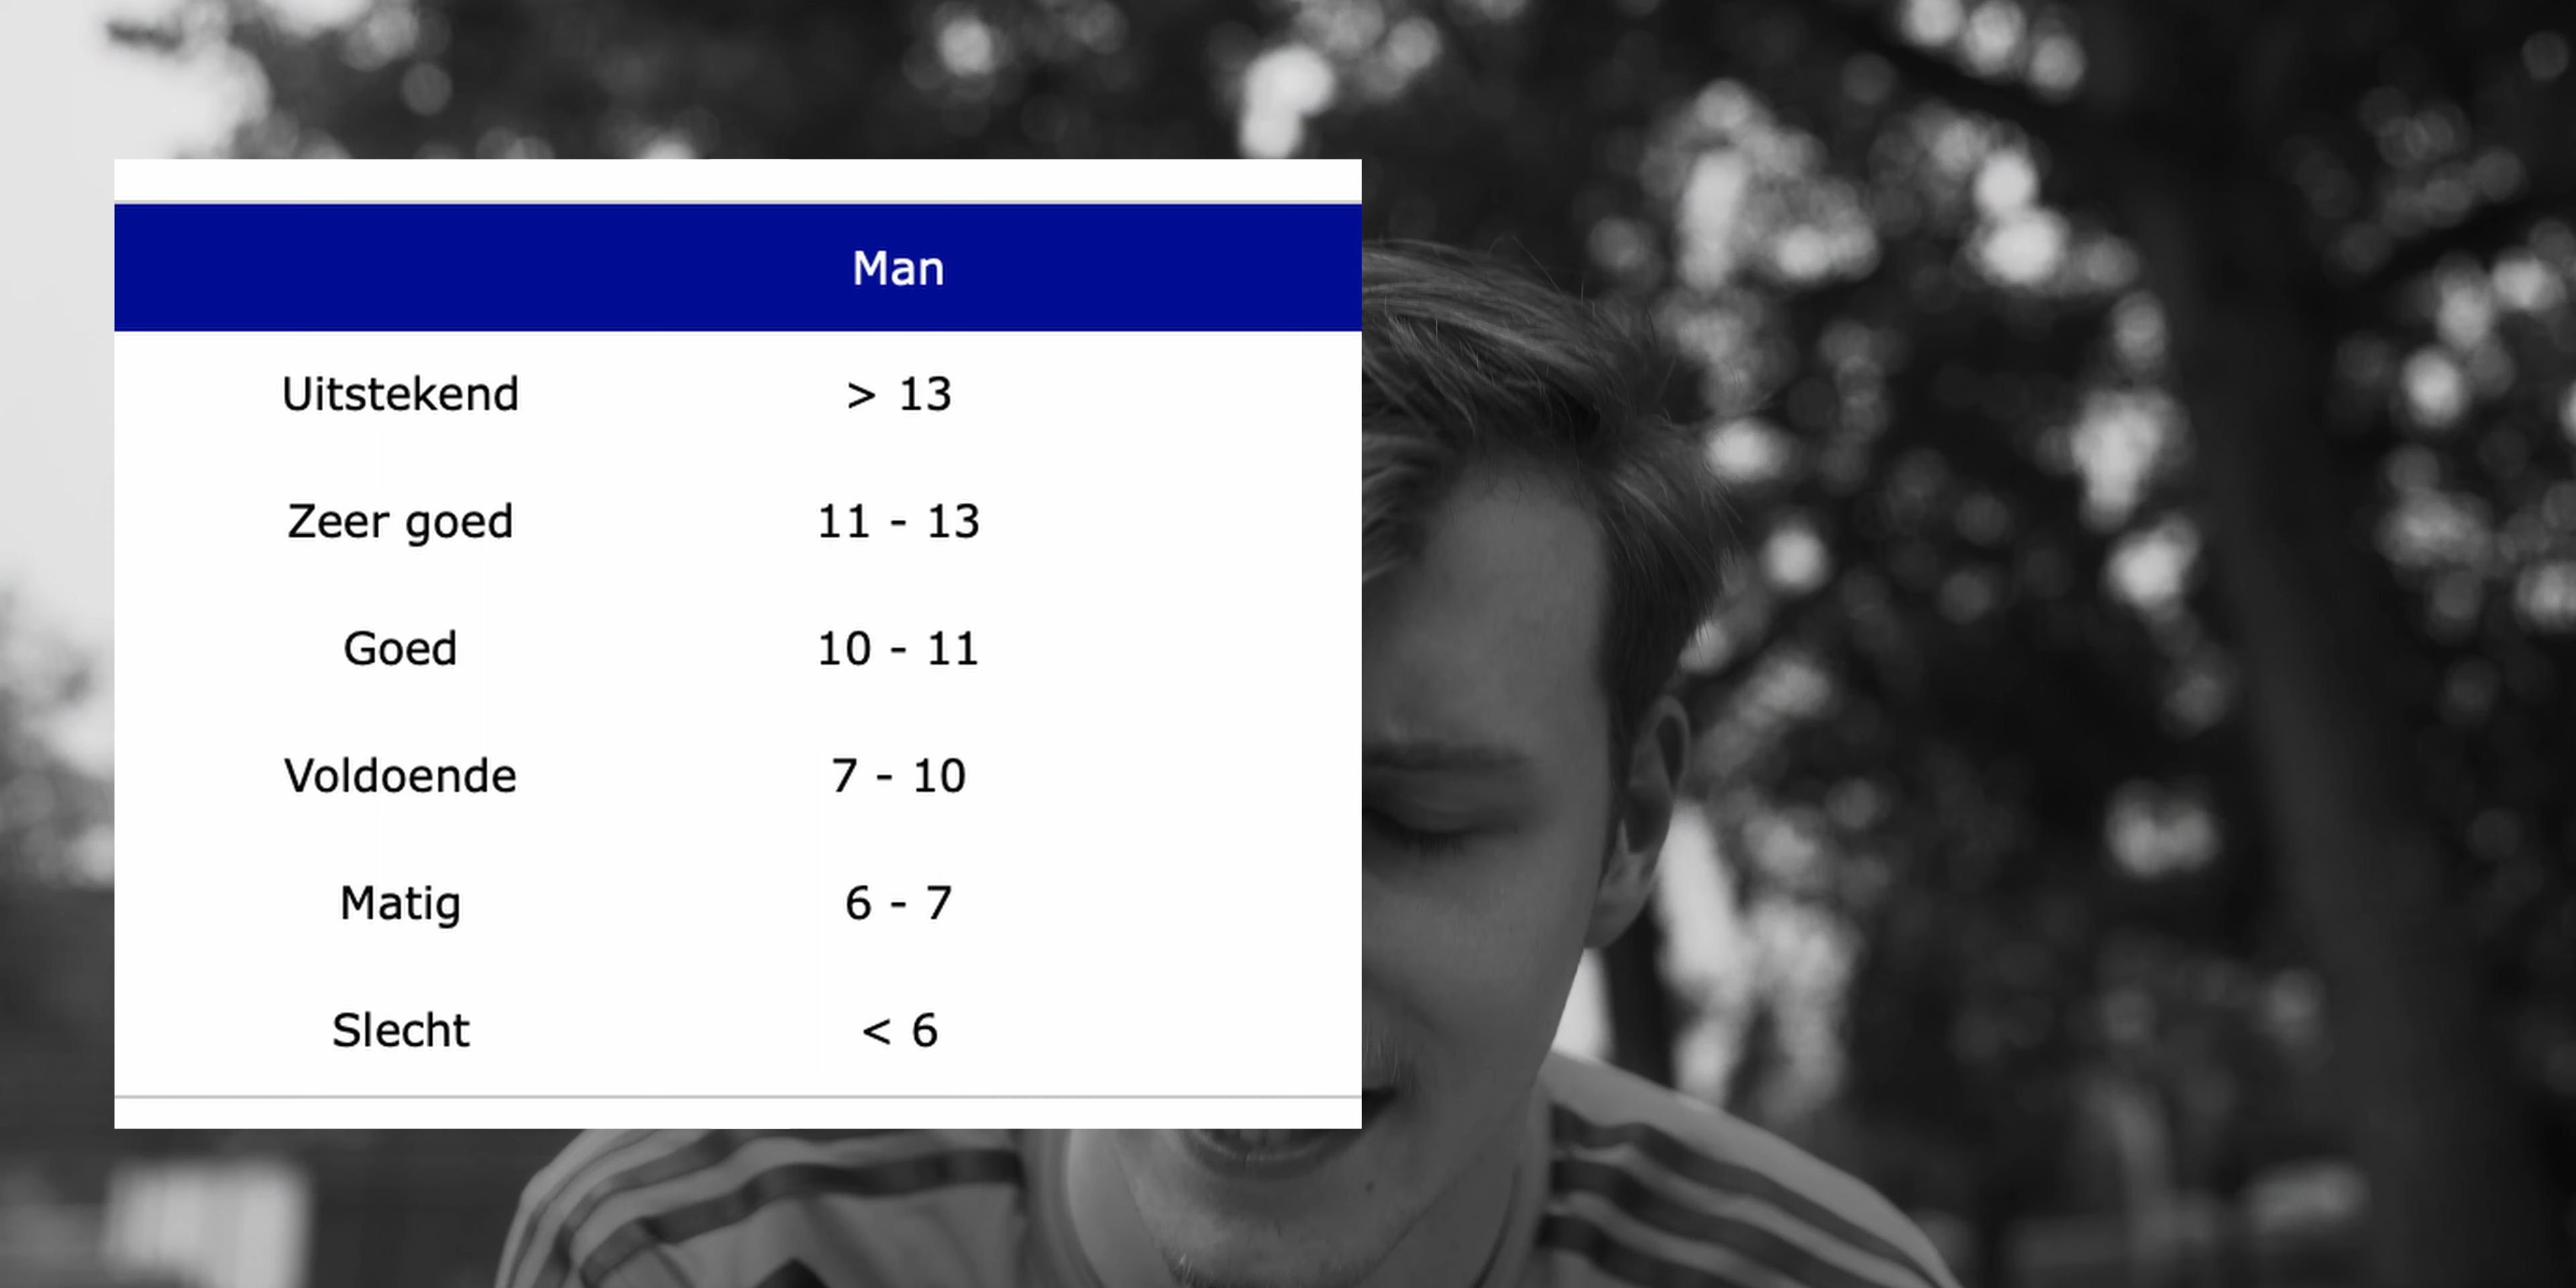 Man
Uitstekend > 13
Zeer goed 11 - 13
Goed 10 - 11
Voldoende 7 - 10
Matig 6 - 7
Slecht < 6